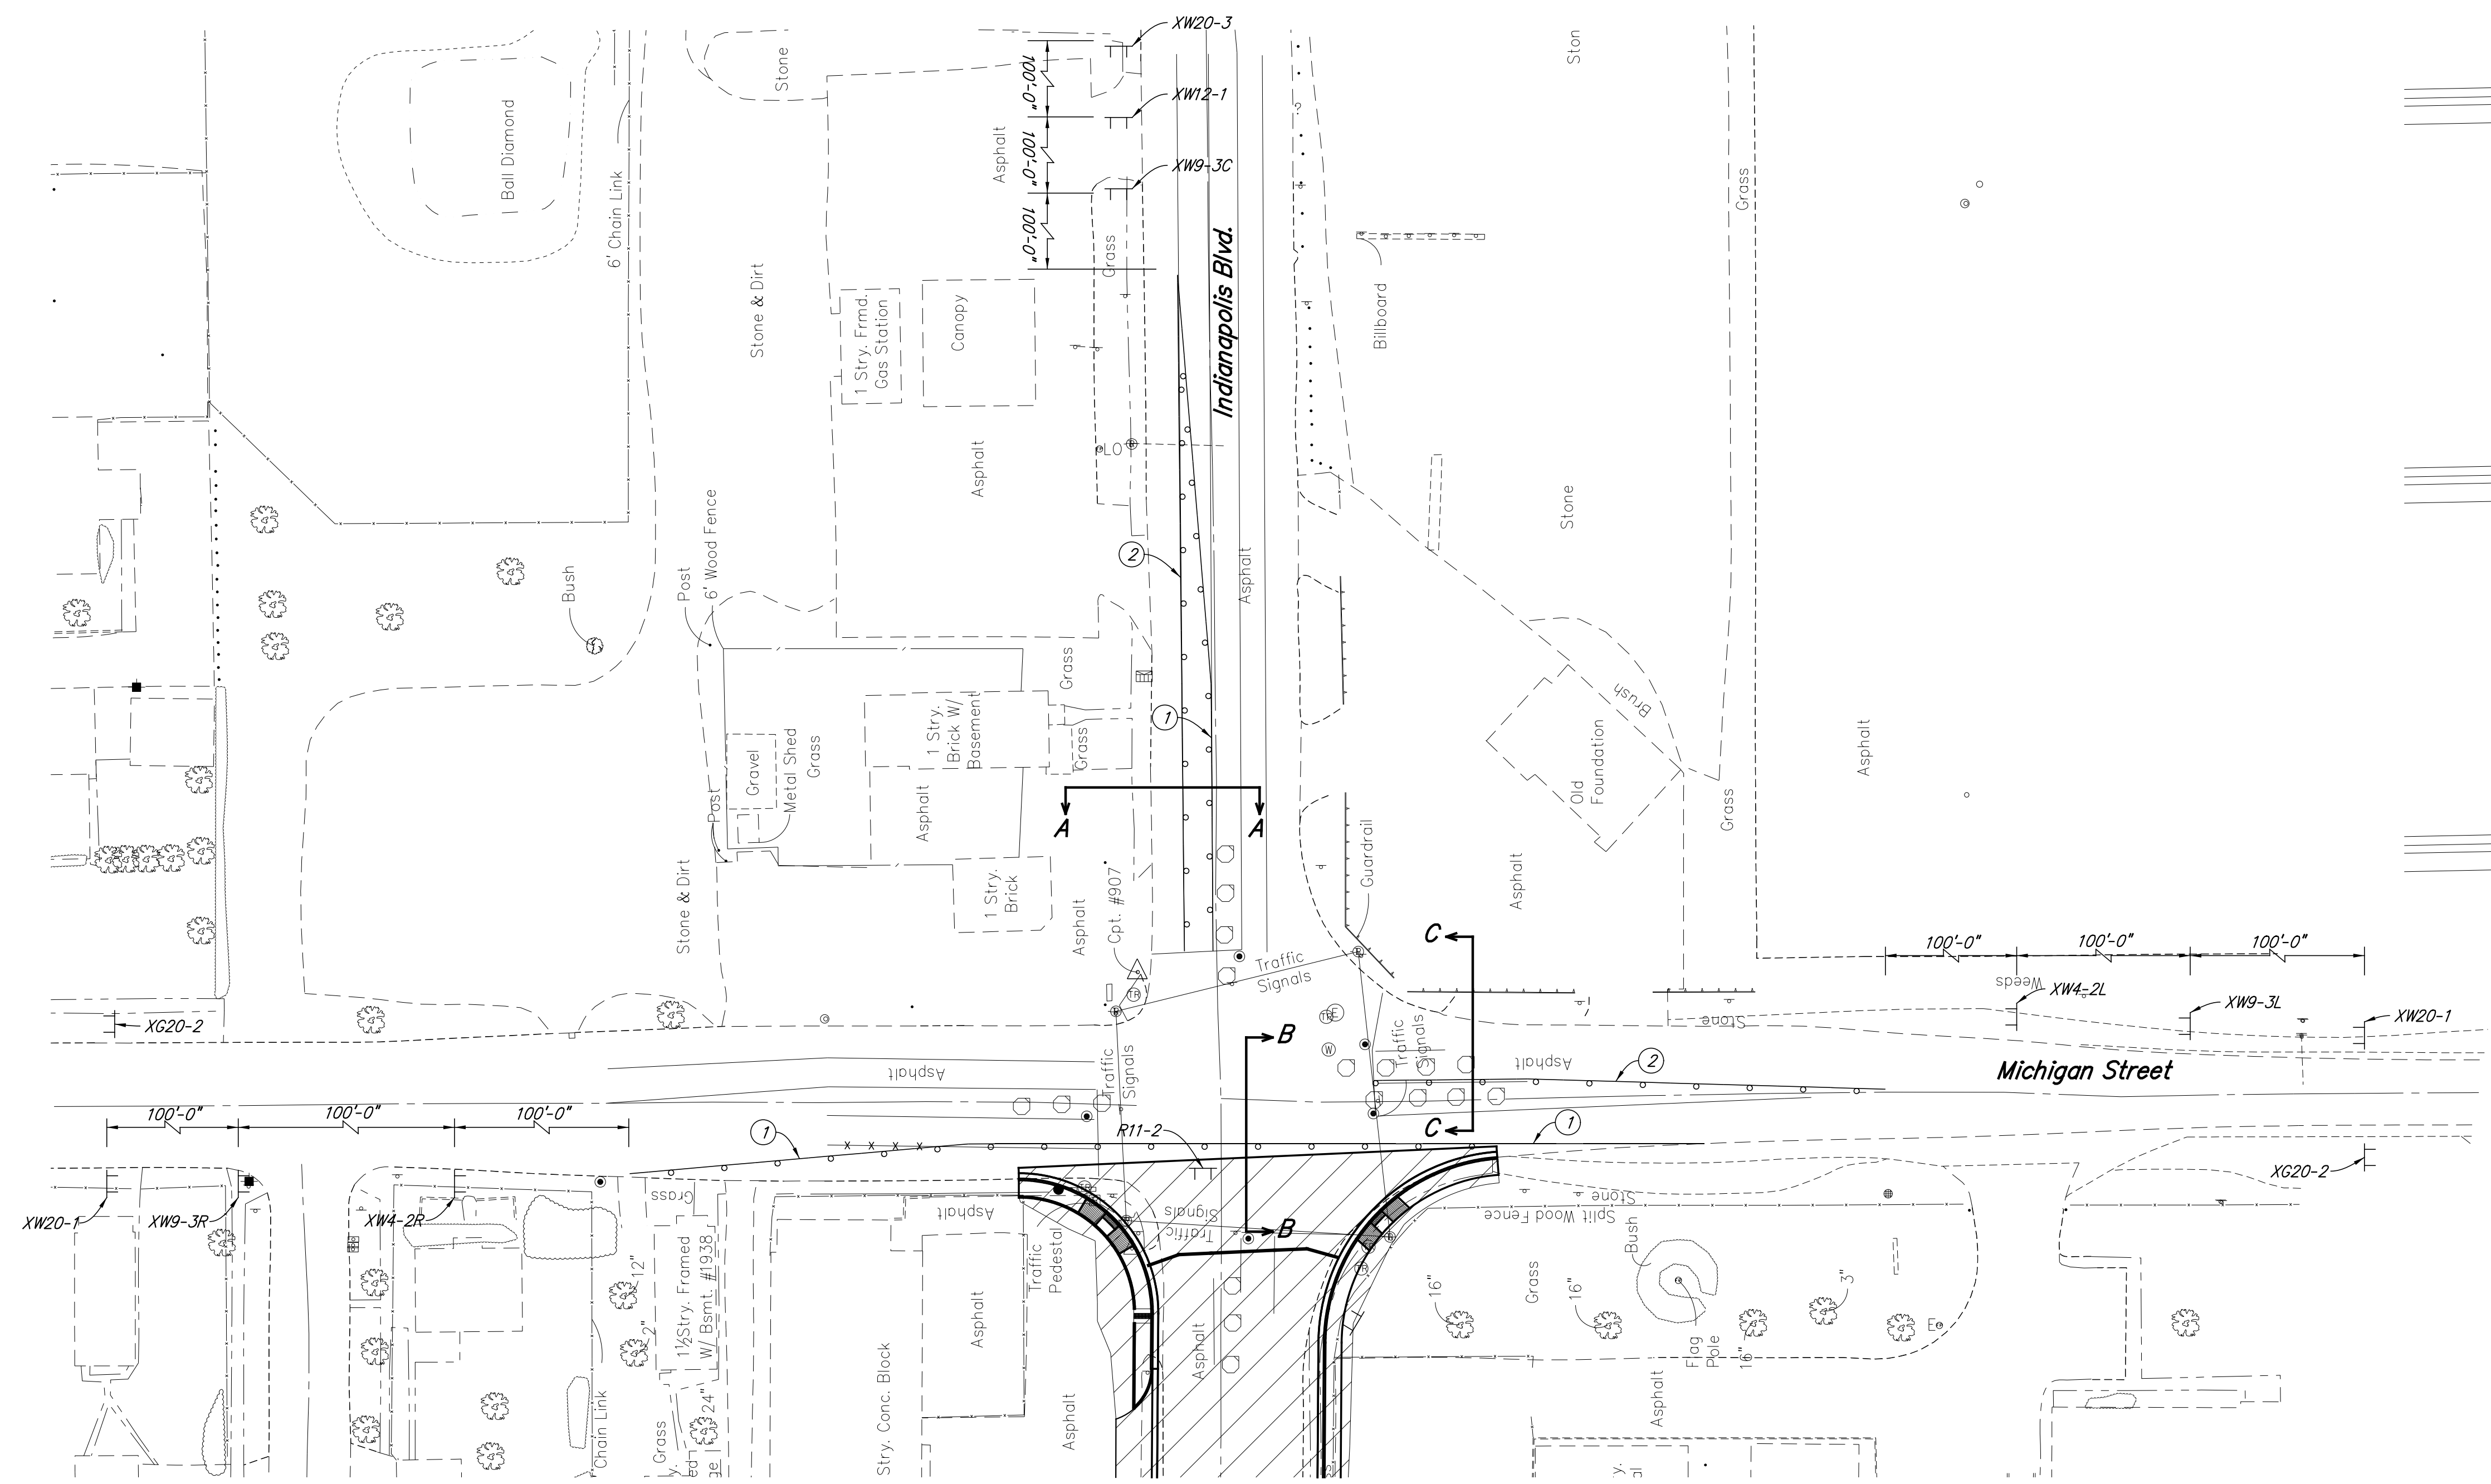 XW20-3
100'-0"
XW12-1
100'-0"
XW9-3C
100'-0"
Indianapolis Blvd.
Ball Diamond
6' Chain Link
Stone
Asphalt
Grass
Stone & Dirt
1 Stry. Frmd.
Gas Station
Canopy
Asphalt
LO
Ston
Grass
Billboard
Stone
Asphalt
2
1
Bush
Post
6' Wood Fence
Grass
1 Stry.
Brick W/
Basement
Grass
Gravel
Metal Shed
Grass
Post
Asphalt
1 Stry.
Brick
Stone & Dirt
Asphalt
Cpt. #907
A
A
Brush
Old
Foundation
Grass
Asphalt
Guardrail
Asphalt
C
C
100'-0"
100'-0"
100'-0"
Weeds
XW4-2L
XW9-3L
XW20-1
Stone
Michigan Street
2
Asphalt
Traffic
Signals
Traffic
Signals
Traffic
Signals
TR
W
B
B
XG20-2
Asphalt
100'-0"
100'-0"
100'-0"
1
R11-2
1
XG20-2
XW20-1
XW9-3R
XW4-2R
Grass
Asphalt
Traffic
Signals
Stone
Split Wood Fence
Bush
Traffic
Pedestal
12"
2"
1½Stry. Framed
W/ Bsmt. #1938
Asphalt
Asphalt
16"
Grass
16"
Flag
Pole
16"
3"
E
Chain Link
Grass
24"
Stry. Conc. Block
Asphalt
Asphalt